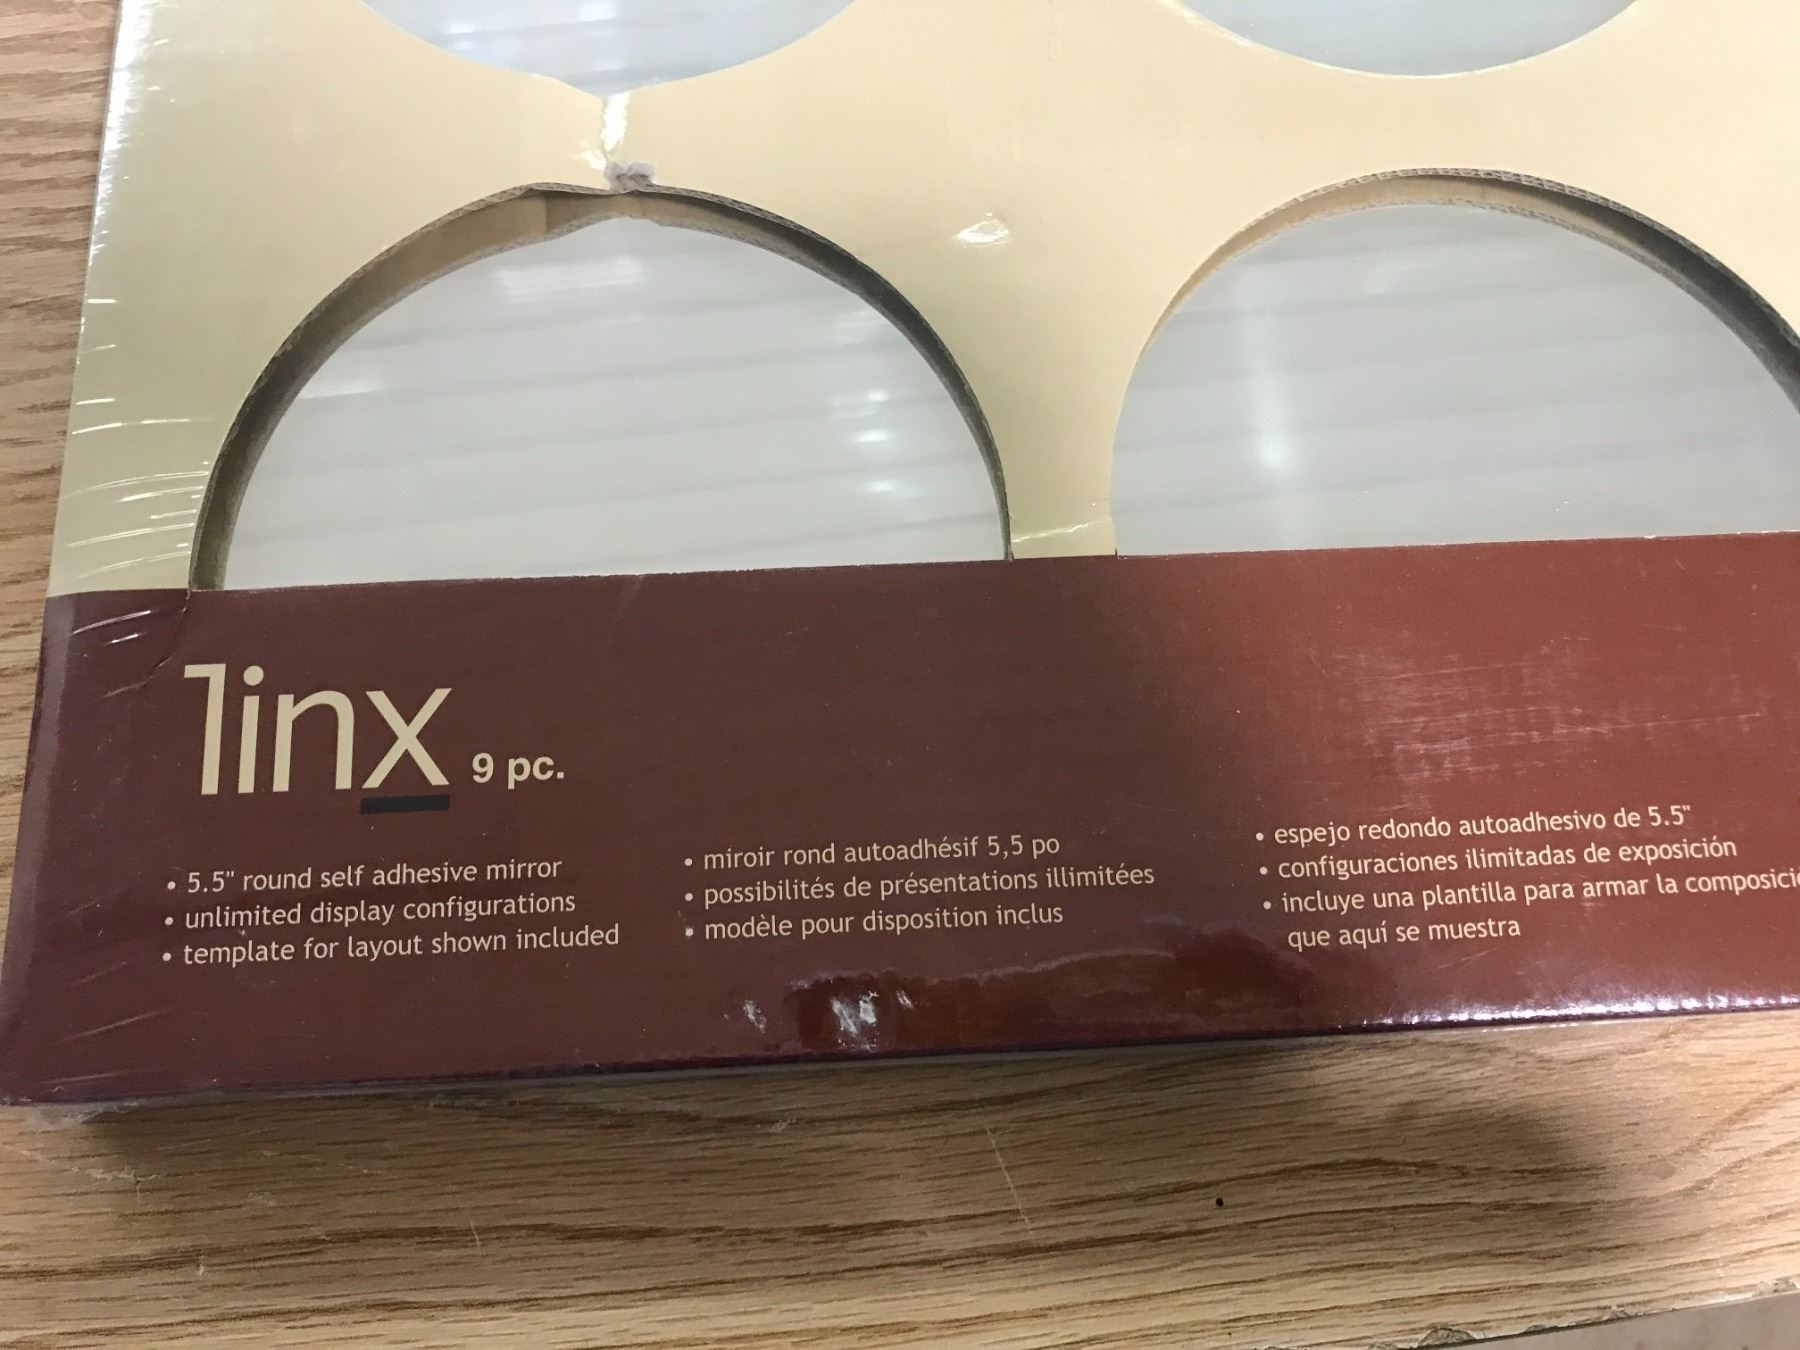 linx 9 pc.
• 5.5" round self adhesive mirror
• unlimited display configurations
• template for layout shown included
• miroir rond autoadhésif 5,5 po
• possibilités de présentations illimitées
• modèle pour disposition inclus
• espejo redondo autoadhesivo de 5.5"
• configuraciones ilimitadas de exposición
• incluye una plantilla para armar la
que aquí se muestra